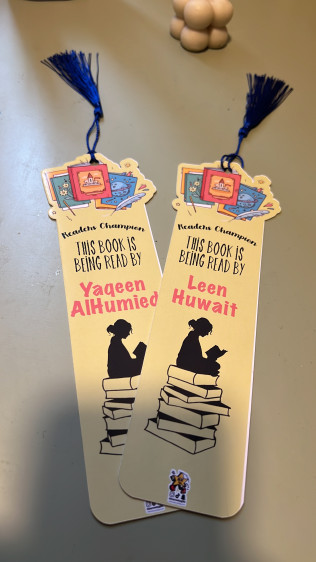 Readers Champion
THIS BOOK IS
BEING READ BY
Yaqeen
AlHumied
Readers Champion
THIS BOOK IS
BEING READ BY
Leen
Huwait